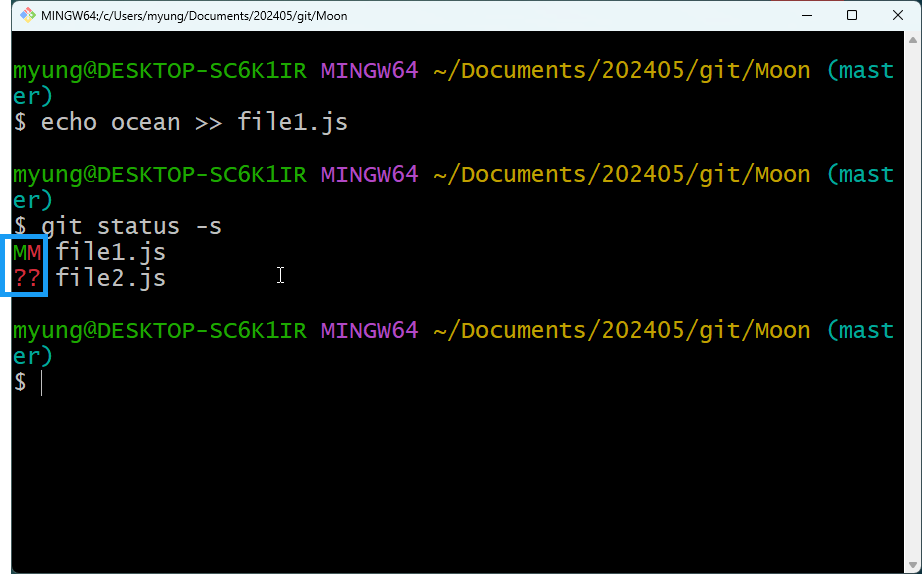 MINGW64:/c/Users/myung/Documents/202405/git/Moon
myung@DESKTOP-SC6K1IR MINGW64 ~/Documents/202405/git/Moon (mast
er)
$ echo ocean >> file1.js
myung@DESKTOP-SC6K1IR MINGW64 ~/Documents/202405/git/Moon (mast
er)
$ git status -s
MM file1.js
?? file2.js
myung@DESKTOP-SC6K1IR MINGW64 ~/Documents/202405/git/Moon (mast
er)
$